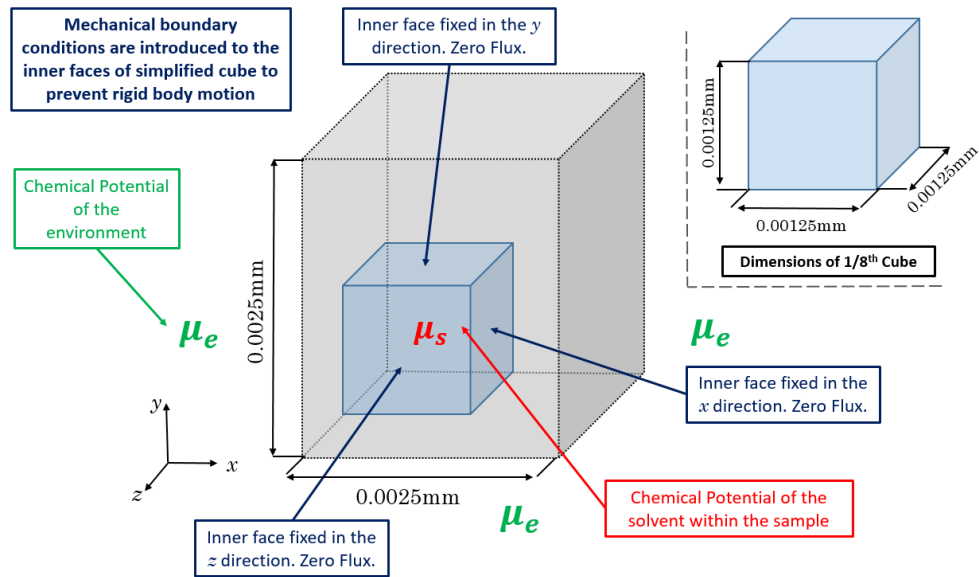 Mechanical boundary
conditions are introduced to the
inner faces of simplified cube to
prevent rigid body motion
Inner face fixed in the y
direction. Zero Flux.
0.00125mm
0.00125mm
0.00125mm
Dimensions of 1/8th Cube
Chemical Potential
of the
environment
μe
0.0025mm
μs
μe
Inner face fixed in the
x direction. Zero Flux.
y
x
z
0.0025mm
μe
Chemical Potential of the
solvent within the sample
Inner face fixed in the
z direction. Zero Flux.